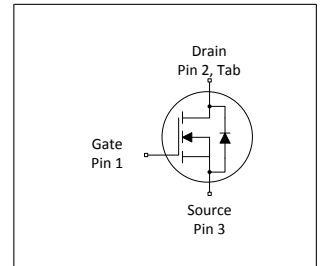 Drain
Pin 2, Tab
Gate
Pin 1
Source
Pin 3